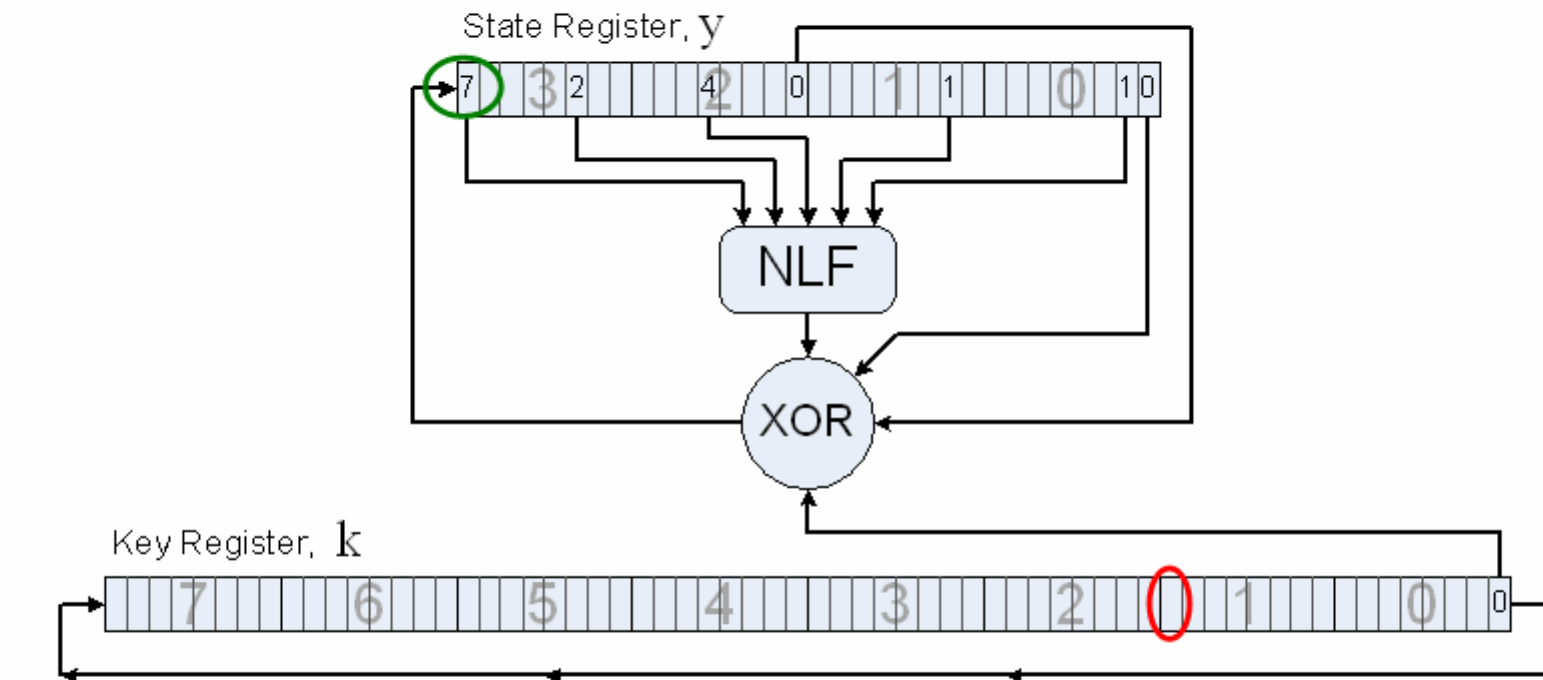 State Register, y
7 3 2 4 2 0 1 1 0 1 0
NLF
XOR
Key Register, k
7 6 5 4 3 2 1 0 0